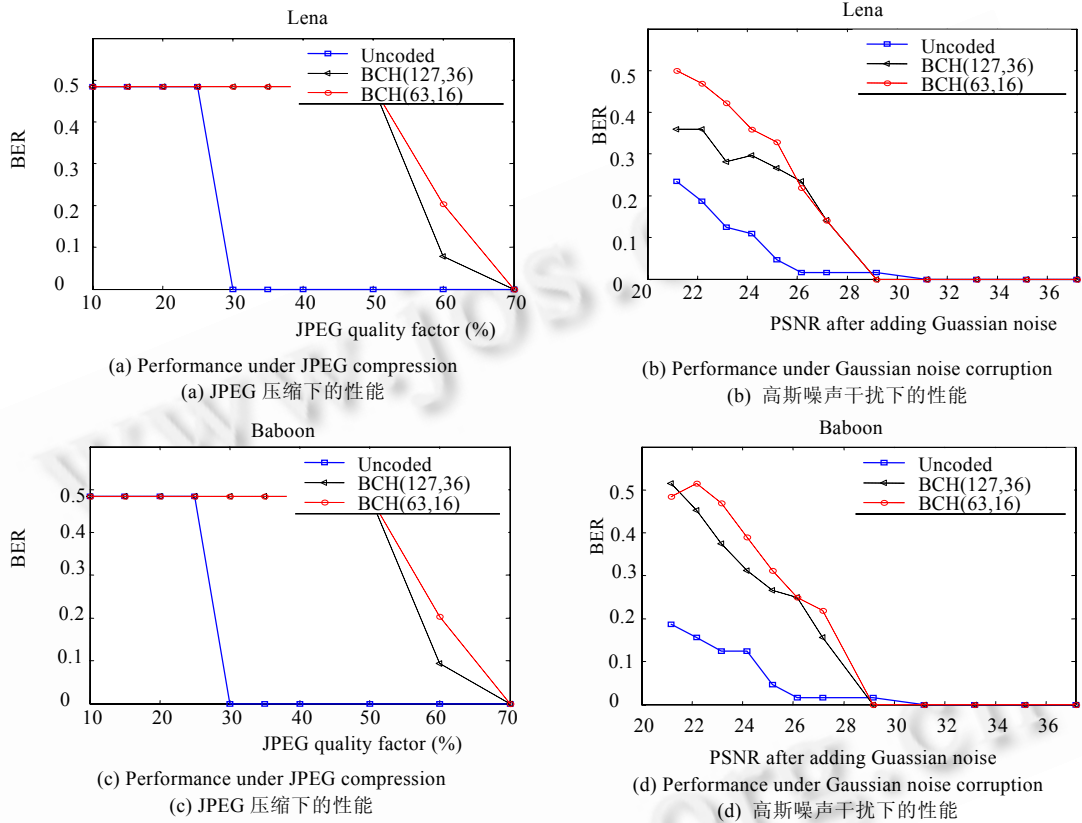 Lena
Uncoded
BCH(127,36)
BCH(63,16)
0.5
0.4
0.3
0.2
0.1
0
BER
10 20 30 40 50 60 70
JPEG quality factor (%)
(a) Performance under JPEG compression
(a) JPEG 压缩下的性能
Lena
Uncoded
BCH(127,36)
BCH(63,16)
0.5
0.4
0.3
0.2
0.1
0
BER
20 22 24 26 28 30 32 34 36
PSNR after adding Guassian noise
(b) Performance under Gaussian noise corruption
(b) 高斯噪声干扰下的性能
Baboon
Uncoded
BCH(127,36)
BCH(63,16)
0.5
0.4
0.3
0.2
0.1
0
BER
10 20 30 40 50 60 70
JPEG quality factor (%)
(c) Performance under JPEG compression
(c) JPEG 压缩下的性能
Baboon
Uncoded
BCH(127,36)
BCH(63,16)
0.5
0.4
0.3
0.2
0.1
0
BER
20 22 24 26 28 30 32 34 36
PSNR after adding Guassian noise
(d) Performance under Gaussian noise corruption
(d) 高斯噪声干扰下的性能
www.jos.org.cn